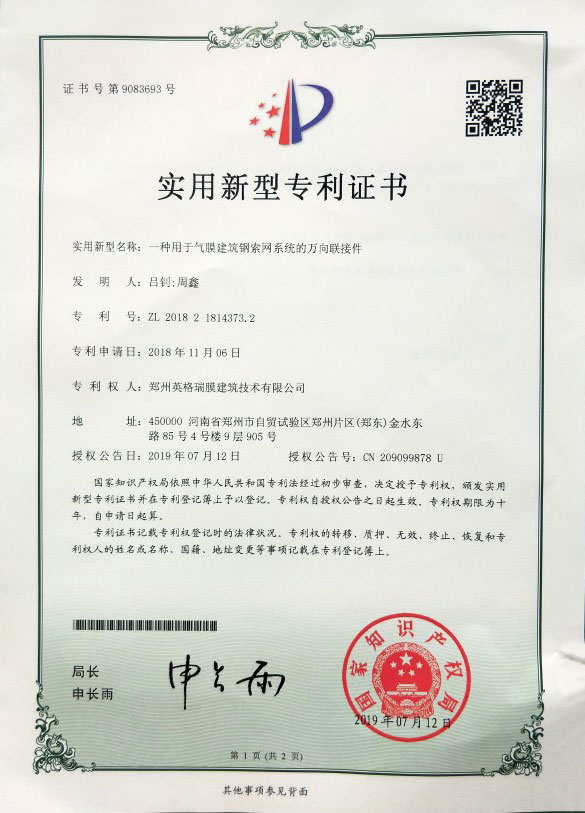 证书号第9083693号
实用新型专利证书
实用新型名称：一种用于气膜建筑钢索网系统的万向联接件
发 明 人：吕钊;周鑫
专 利 号：ZL 2018 2 1814373.2
专利申请日：2018年11月06日
专 利 权 人：郑州英格瑞膜建筑技术有限公司
地 址：450000 河南省郑州市自贸试验区郑州片区(郑东)金水东
路85号4号楼9层905号
授权公告日：2019年07月12日 授权公告号：CN 209099878 U
国家知识产权局依照中华人民共和国专利法经过初步审查，决定授予专利权，颁发实用
新型专利证书并在专利登记簿上予以登记。专利权自授权公告之日起生效。专利权期限为十
年，自申请日起算。
专利证书记载专利权登记时的法律状况。专利权的转移、质押、无效、终止、恢复和专
利权人的姓名或名称、国籍、地址变更等事项记载在专利登记簿上。
局长
申长雨
申长雨
国家知识产权局
2019年07月12日
第 1 页 (共 2 页)
其他事项参见背面